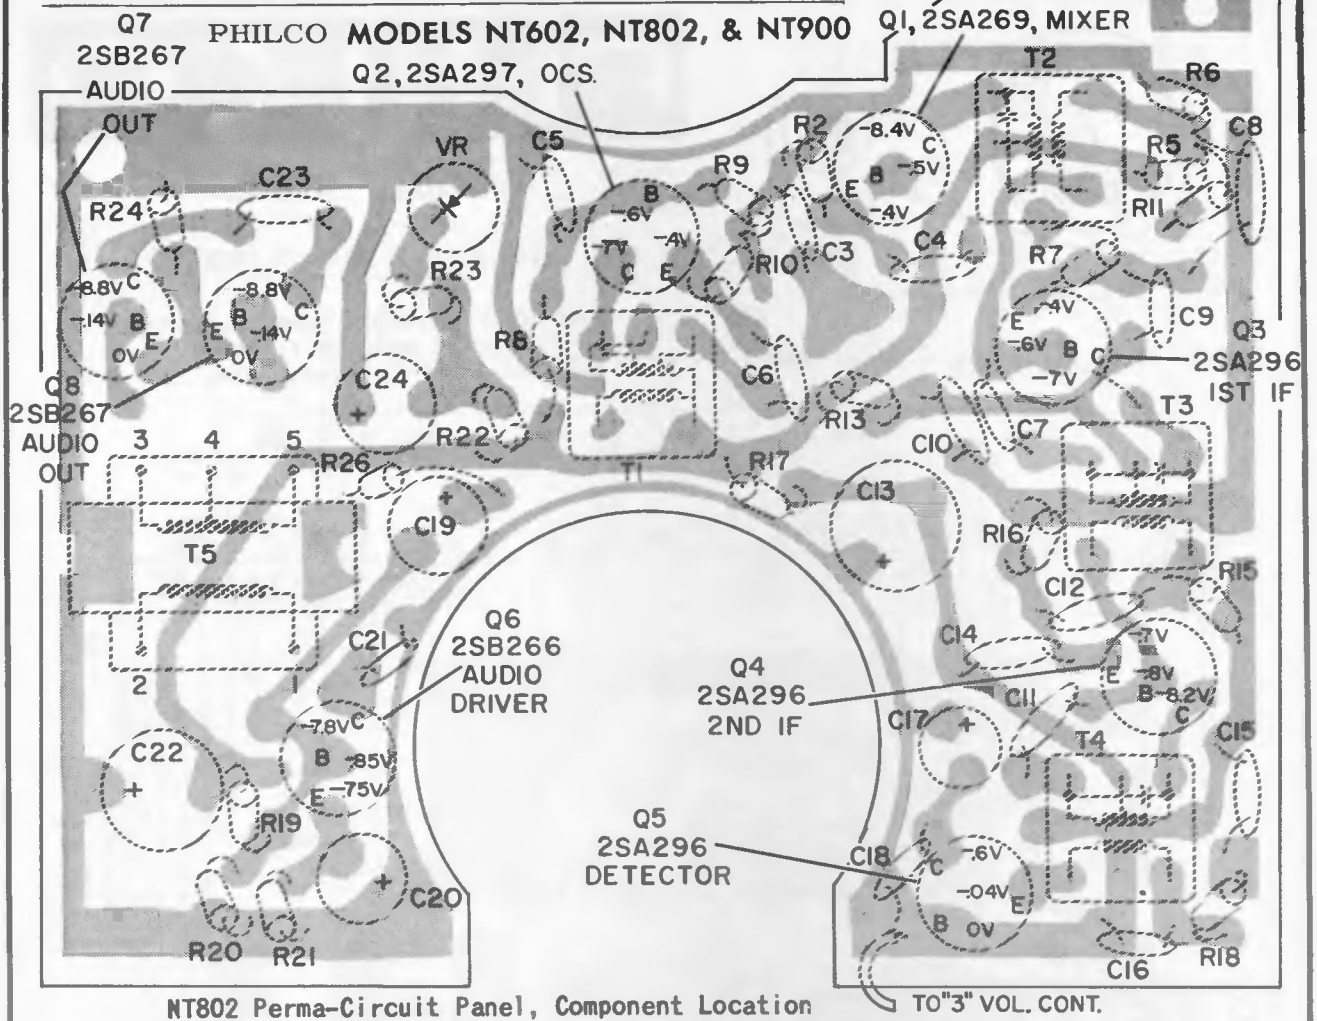 PHILCO MODELS NT602, NT802, & NT900
Q7
2SB267
AUDIO
OUT
Q2, 2SA297, OCS.
Q1, 2SA269, MIXER
T2
R6
C8
R5
R11
R2
-8.4V
C
-.5V
B
E
-.4V
C5
VR
R9
C23
R24
B
-.6V
-.4V
-.7V
C
E
R10
C3
C4
R7
C9
R23
-8.8V
C
-.14V
B
E
0V
-8.8V
C
B
E
-.14V
0V
R8
C6
E
-.4V
-.6V
B
C
-.7V
Q3
2SA296
1ST IF
Q8
2SB267
AUDIO
OUT
C24
+
R22
R13
C10
C7
T3
3
4
5
R26
T1
R17
C13
+
C19
+
T5
R16
C12
R15
2
1
C21
Q6
2SB266
AUDIO
DRIVER
Q4
2SA296
2ND IF
C14
-.7V
E
-.8V
B
-8.2V
C
C11
C17
+
T4
C15
-7.8V
C
B
-.85V
-.75V
E
C22
+
R19
Q5
2SA296
DETECTOR
C18
-.6V
C
-.04V
E
B
0V
C20
+
R20
R21
C16
R18
NT802 Perma-Circuit Panel, Component Location
TO "3" VOL. CONT.